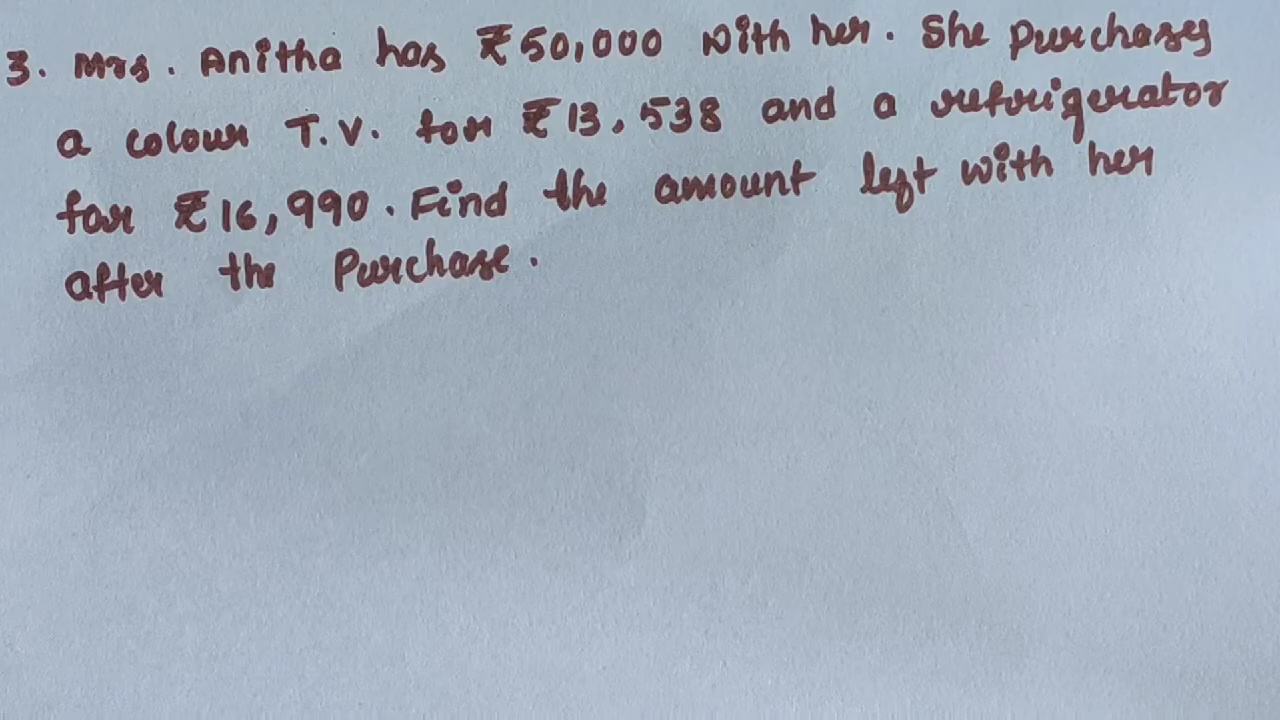 3. Mrs. Anitha has ₹50,000 with her. She purchases
a colour T.V. for ₹13,538 and a refrigerator
for ₹16,990. Find the amount left with her
after the purchase.